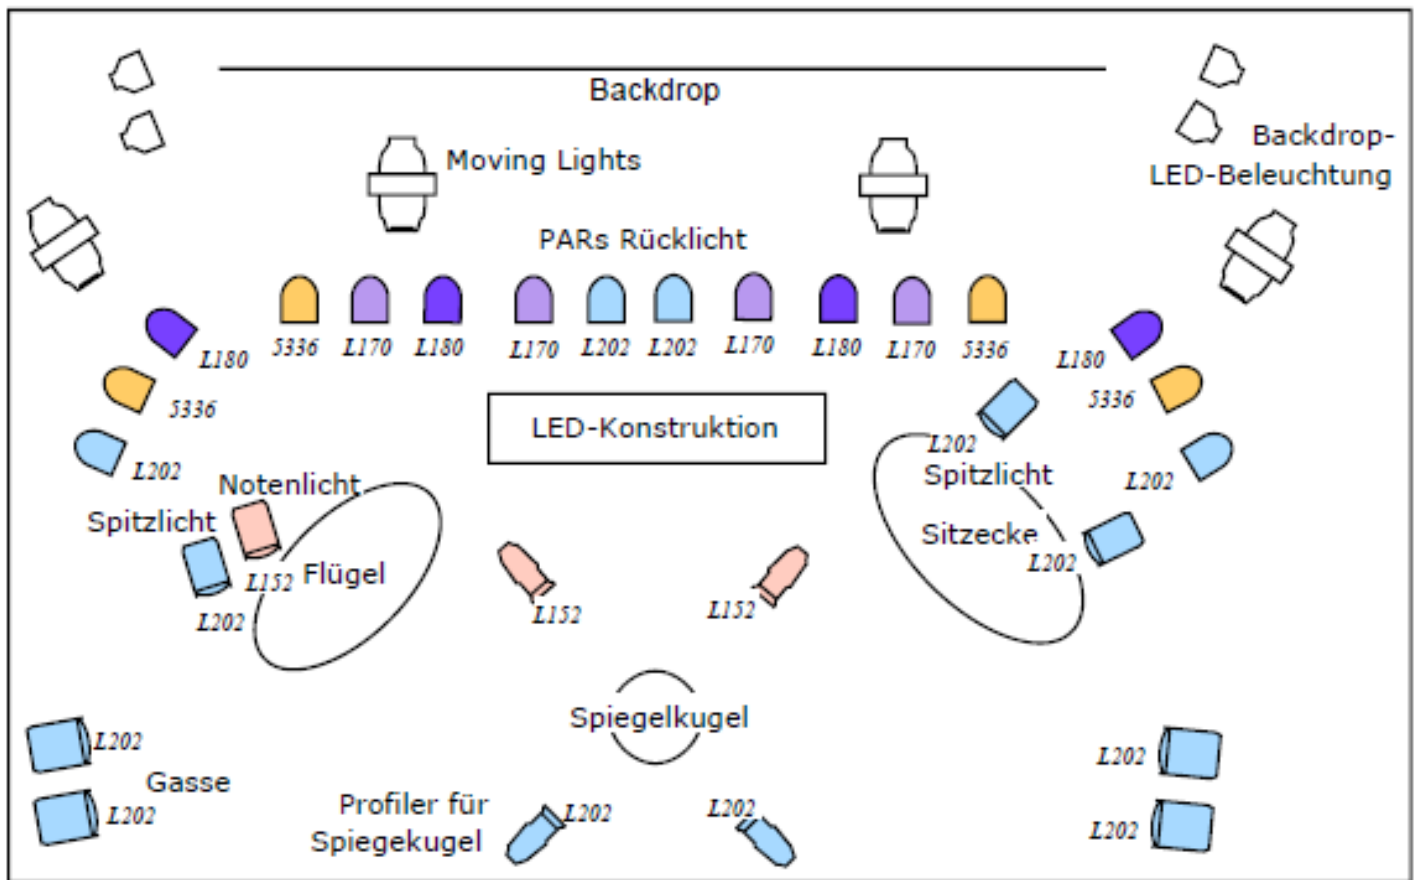 Backdrop
Moving Lights
Backdrop-
LED-Beleuchtung
PARs Rücklicht
5336
L170
L180
L170
L202
L202
L170
L180
L170
5336
L180
5336
L202
L180
5336
L202
LED-Konstruktion
L202
Spitzlicht
Sitzecke
L202
Notenlicht
Spitzlicht
L152
Flügel
L202
L152
L152
Spiegelkugel
L202
Gasse
L202
Profiler für
Spiegekugel
L202
L202
L202
L202